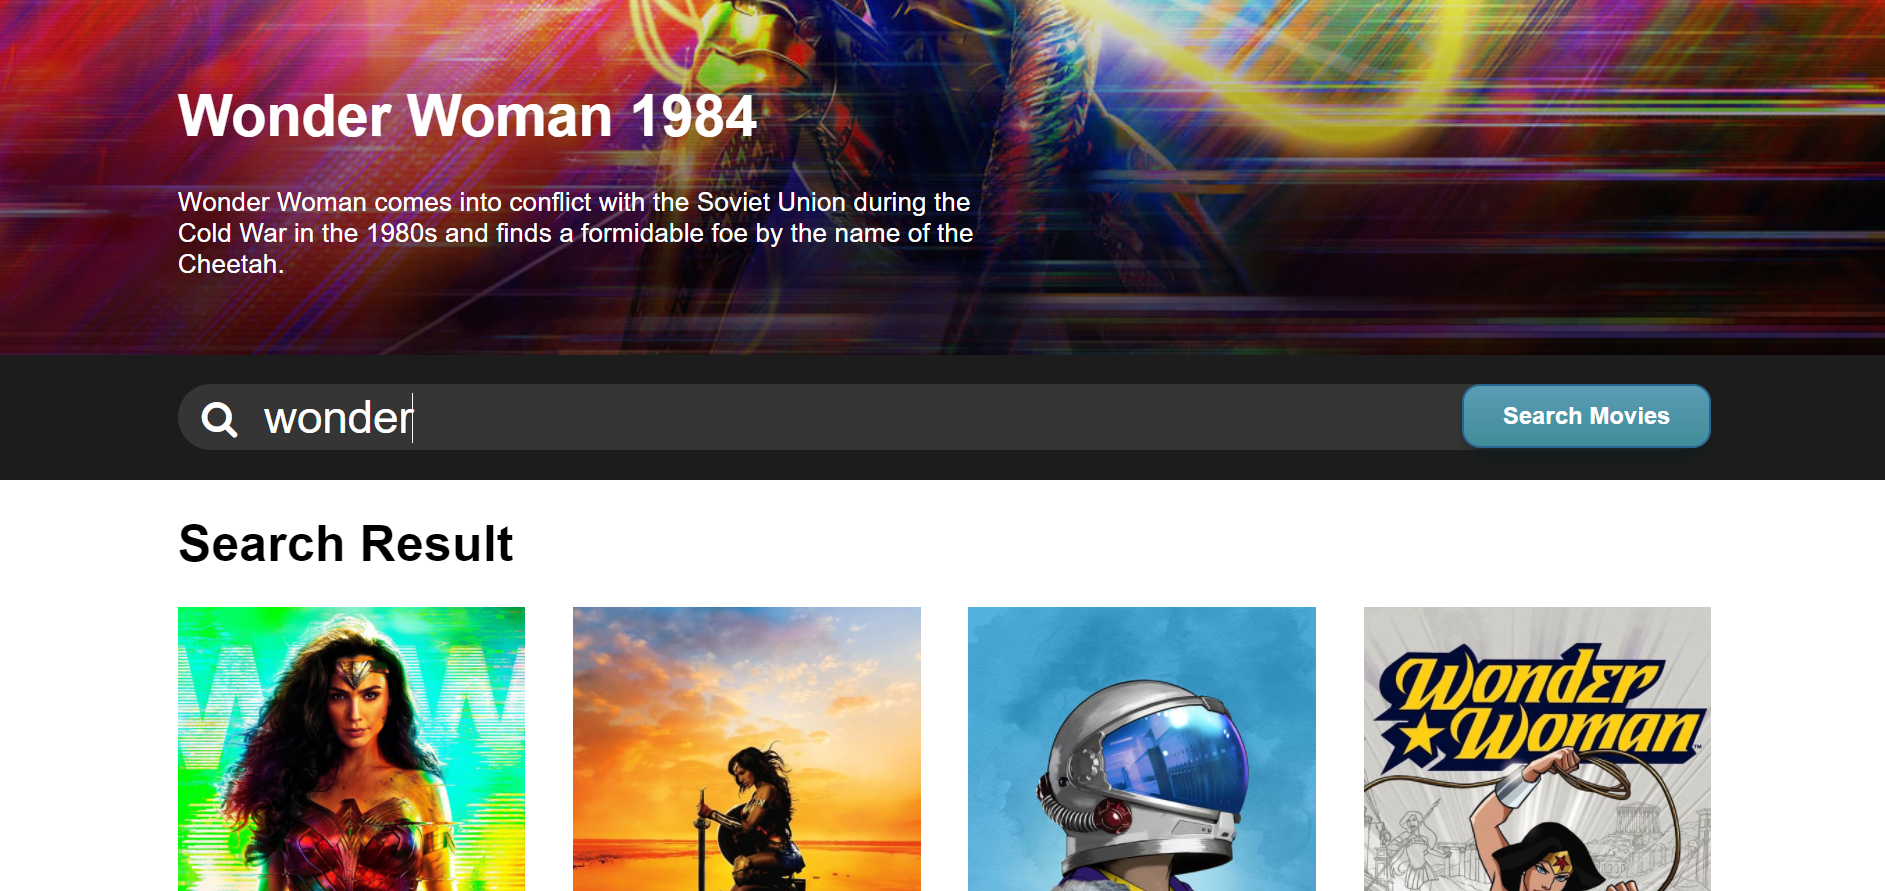 Wonder Woman 1984
Wonder Woman comes into conflict with the Soviet Union during the
Cold War in the 1980s and finds a formidable foe by the name of the
Cheetah.
wonder
Search Movies
Search Result
WW
Wonder
Woman